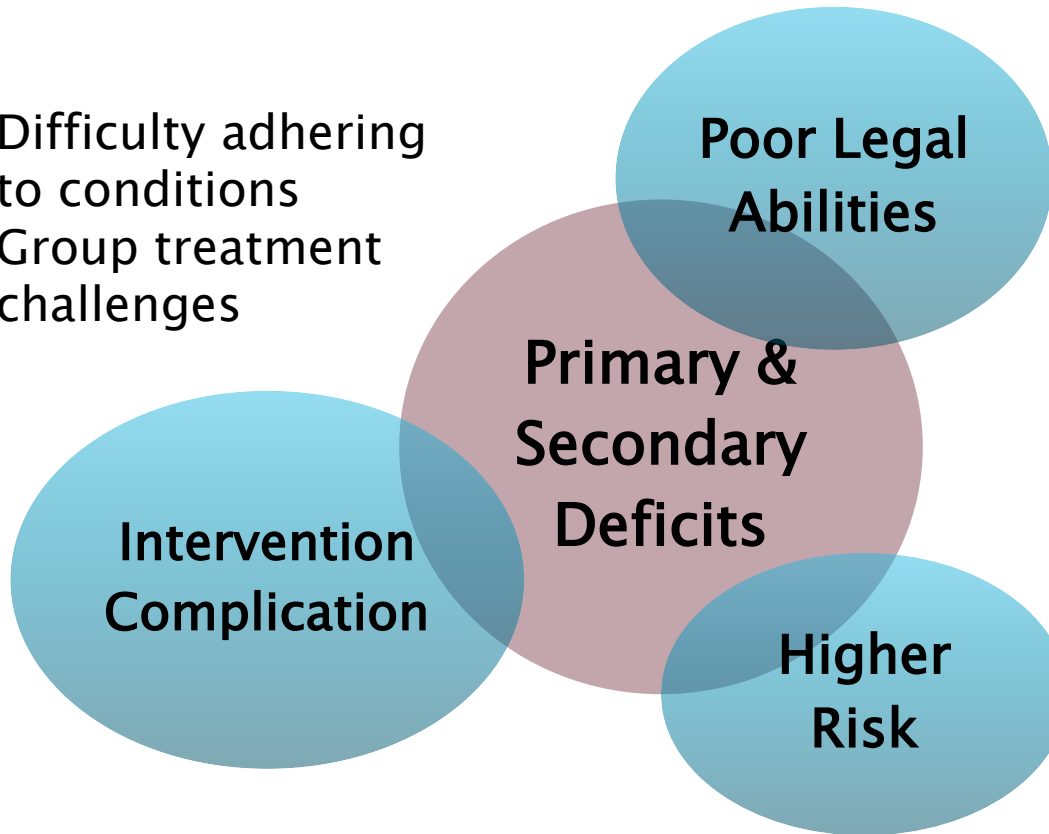 Difficulty adhering
to conditions
Group treatment
challenges
Poor Legal
Abilities
Primary &
Secondary
Deficits
Intervention
Complication
Higher
Risk